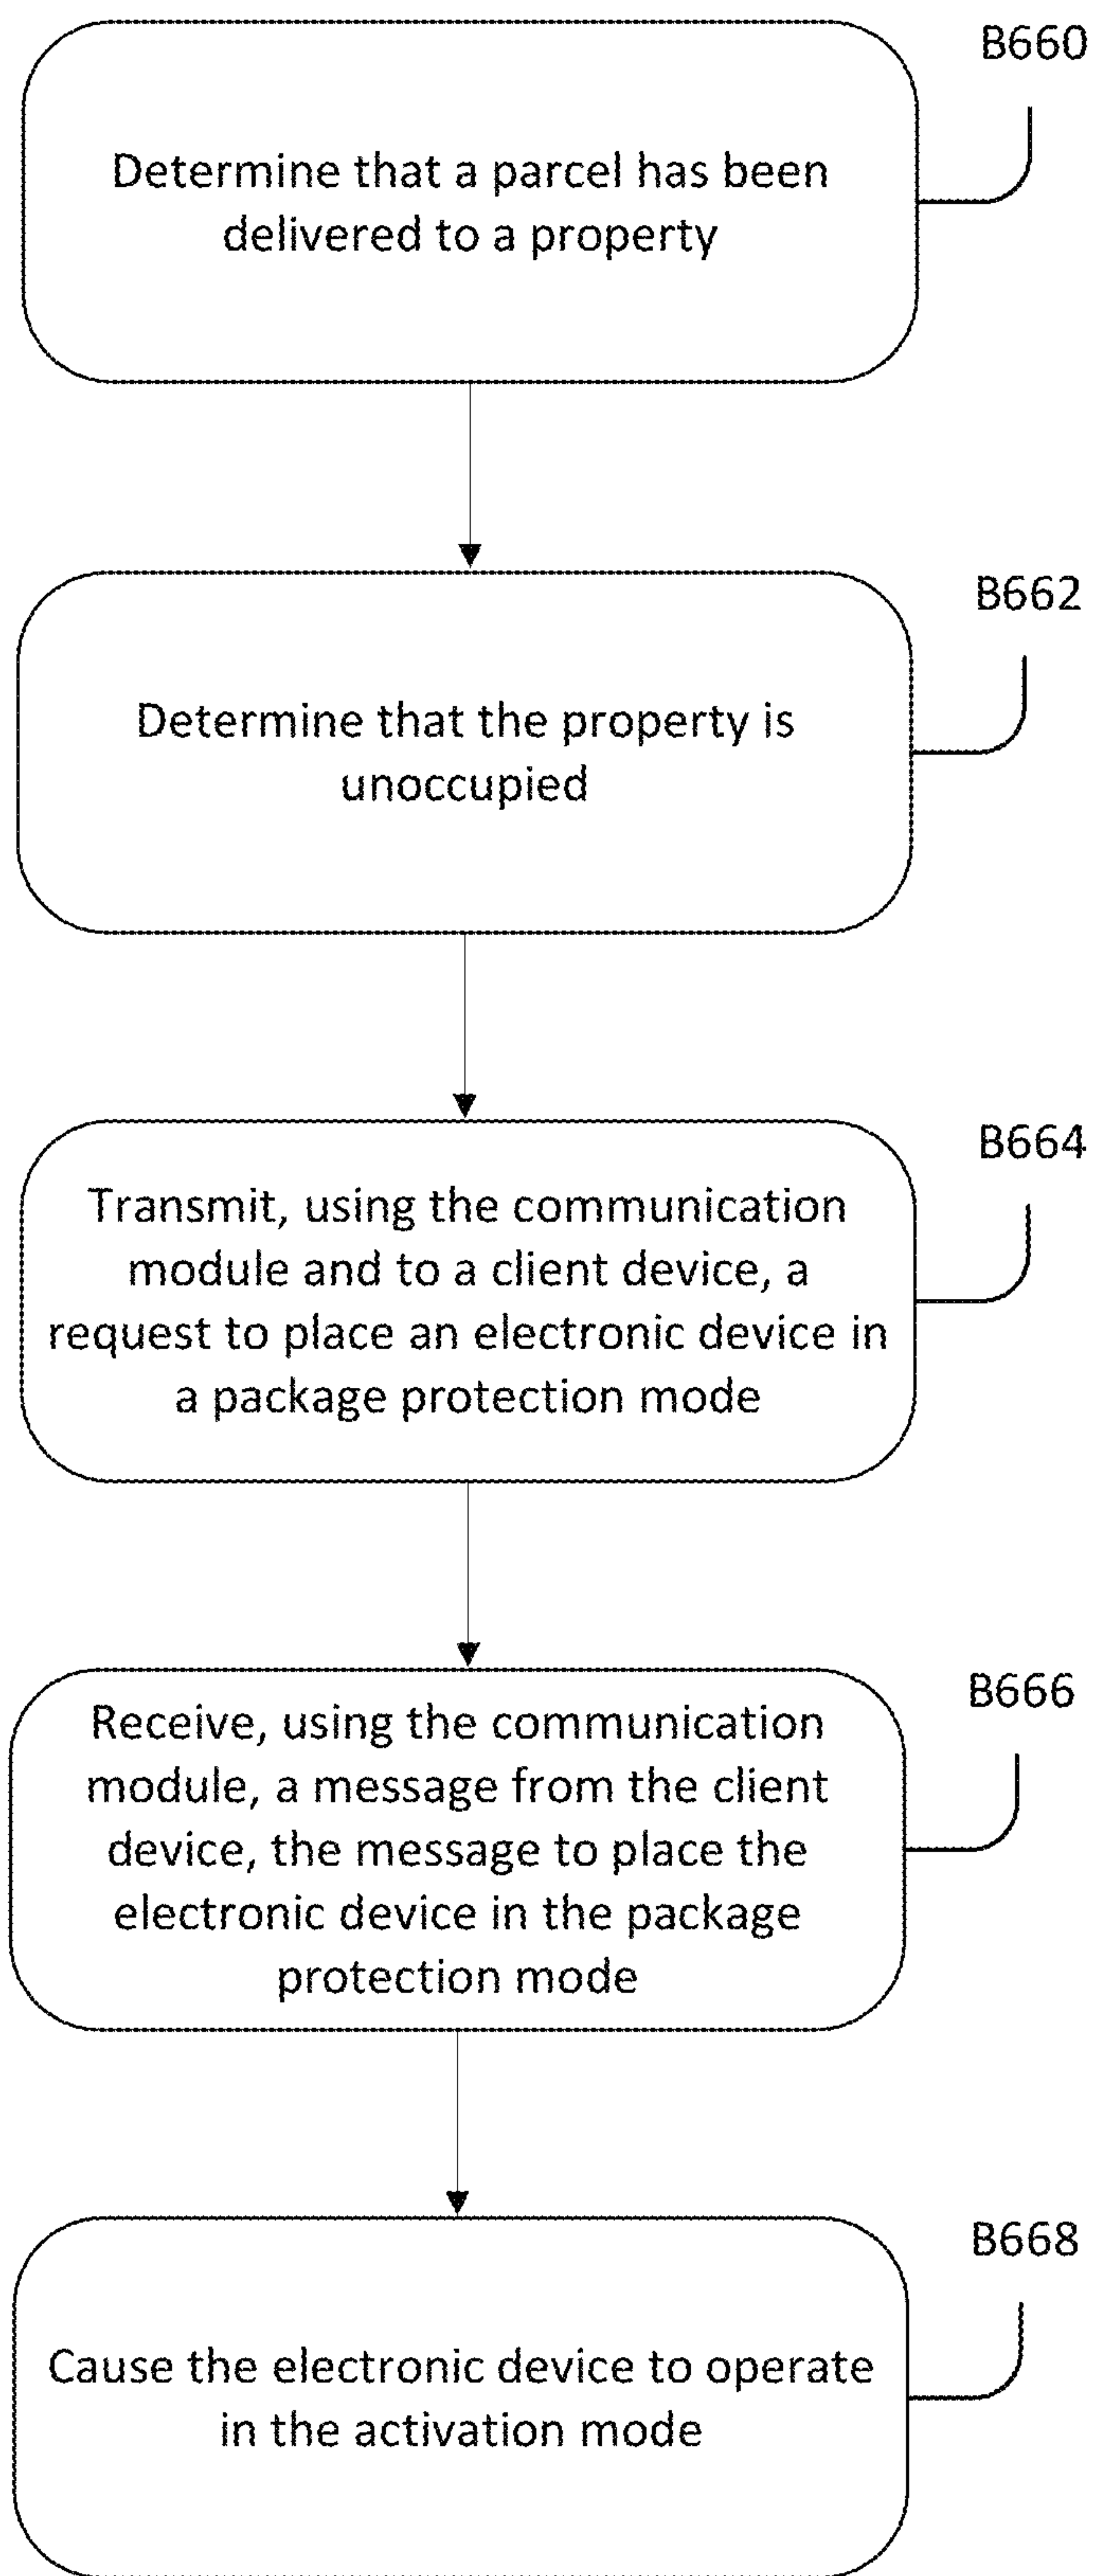 B660
Determine that a parcel has been
delivered to a property
B662
Determine that the property is
unoccupied
B664
Transmit, using the communication
module and to a client device, a
request to place an electronic device in
a package protection mode
B666
Receive, using the communication
module, a message from the client
device, the message to place the
electronic device in the package
protection mode
B668
Cause the electronic device to operate
in the activation mode